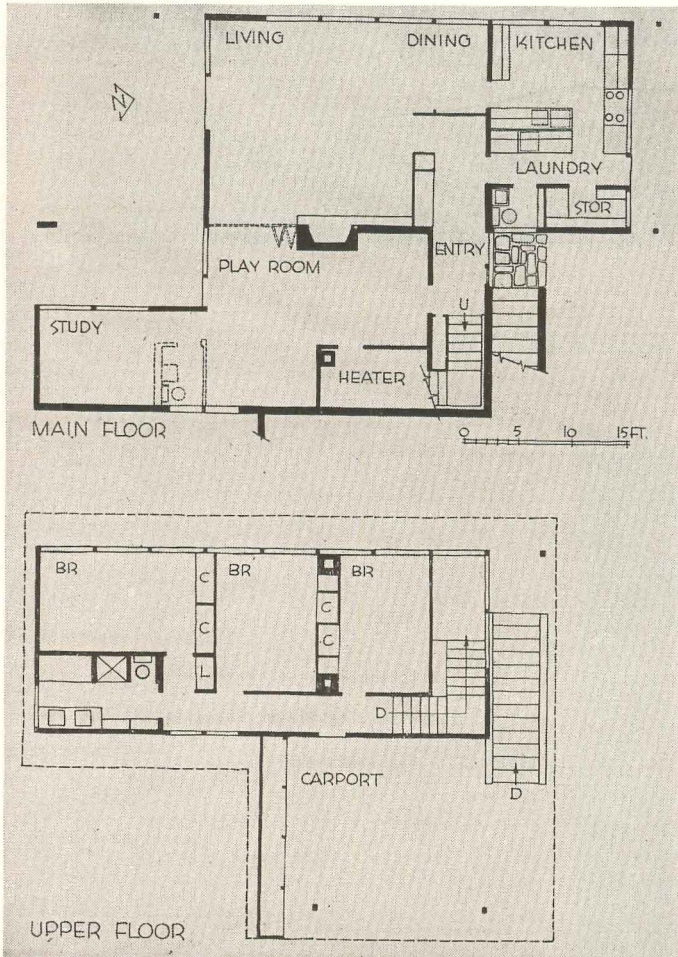 LIVING
DINING
KITCHEN
N
LAUNDRY
STOR
ENTRY
PLAY ROOM
U
STUDY
HEATER
MAIN FLOOR
0 5 10 15 FT.
BR
C
BR
BR
C
C
C
L
D
D
CARPORT
UPPER FLOOR